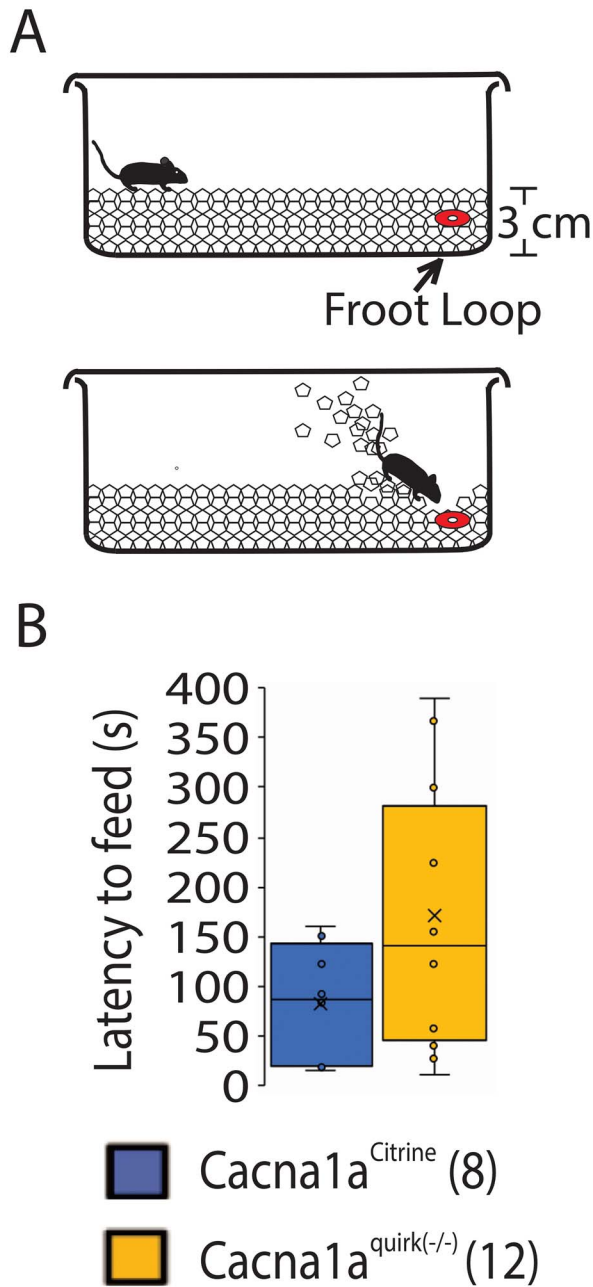 A
3 cm
Froot Loop
B
Latency to feed (s)
400
350
300
250
200
150
100
50
0
Cacna1a^Citrine (8)
Cacna1a^quirk(-/-) (12)